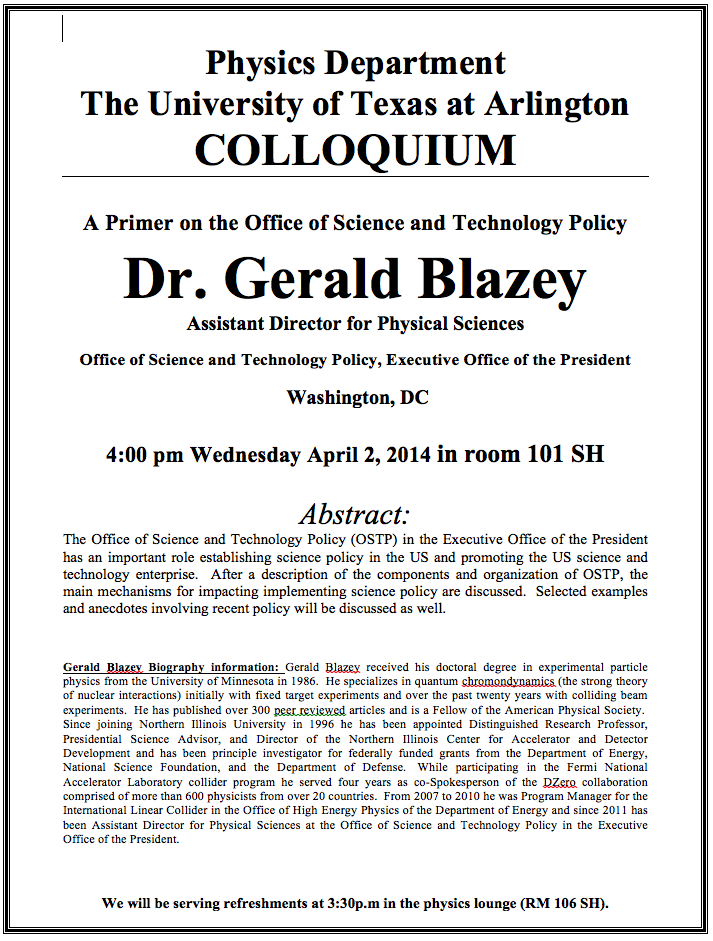 Physics Department
The University of Texas at Arlington
COLLOQUIUM
A Primer on the Office of Science and Technology Policy
Dr. Gerald Blazey
Assistant Director for Physical Sciences
Office of Science and Technology Policy, Executive Office of the President
Washington, DC
4:00 pm Wednesday April 2, 2014 in room 101 SH
Abstract:
The Office of Science and Technology Policy (OSTP) in the Executive Office of the President
has an important role establishing science policy in the US and promoting the US science and
technology enterprise.  After a description of the components and organization of OSTP, the
main mechanisms for impacting implementing science policy are discussed.  Selected examples
and anecdotes involving recent policy will be discussed as well.
Gerald Blazey Biography information: Gerald Blazey received his doctoral degree in experimental particle
physics from the University of Minnesota in 1986.  He specializes in quantum chromondynamics (the strong theory
of nuclear interactions) initially with fixed target experiments and over the past twenty years with colliding beam
experiments.  He has published over 300 peer reviewed articles and is a Fellow of the American Physical Society.
Since joining Northern Illinois University in 1996 he has been appointed Distinguished Research Professor,
Presidential Science Advisor, and Director of the Northern Illinois Center for Accelerator and Detector
Development and has been principle investigator for federally funded grants from the Department of Energy,
National Science Foundation, and the Department of Defense.  While participating in the Fermi National
Accelerator Laboratory collider program he served four years as co-Spokesperson of the DZero collaboration
comprised of more than 600 physicists from over 20 countries.  From 2007 to 2010 he was Program Manager for the
International Linear Collider in the Office of High Energy Physics of the Department of Energy and since 2011 has
been Assistant Director for Physical Sciences at the Office of Science and Technology Policy in the Executive
Office of the President.
We will be serving refreshments at 3:30p.m in the physics lounge (RM 106 SH).